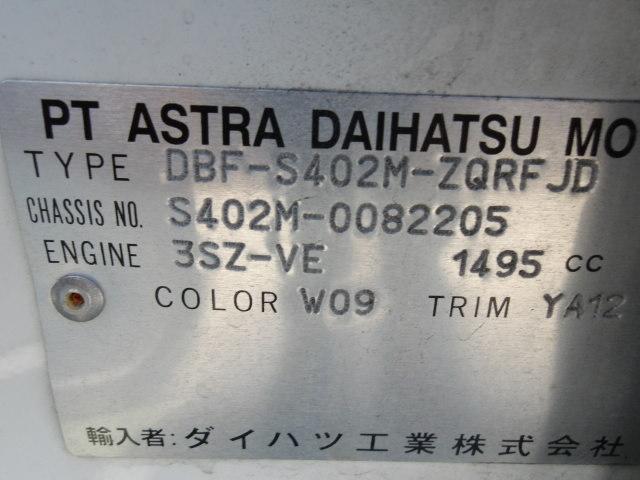 PT ASTRA DAIHATSU MO
TYPE DBF-S402M-ZQRFJD
CHASSIS NO. S402M-0082205
ENGINE 3SZ-VE 1495 CC
COLOR W09 TRIM YA12
輸入者: ダイハツ工業株式会社